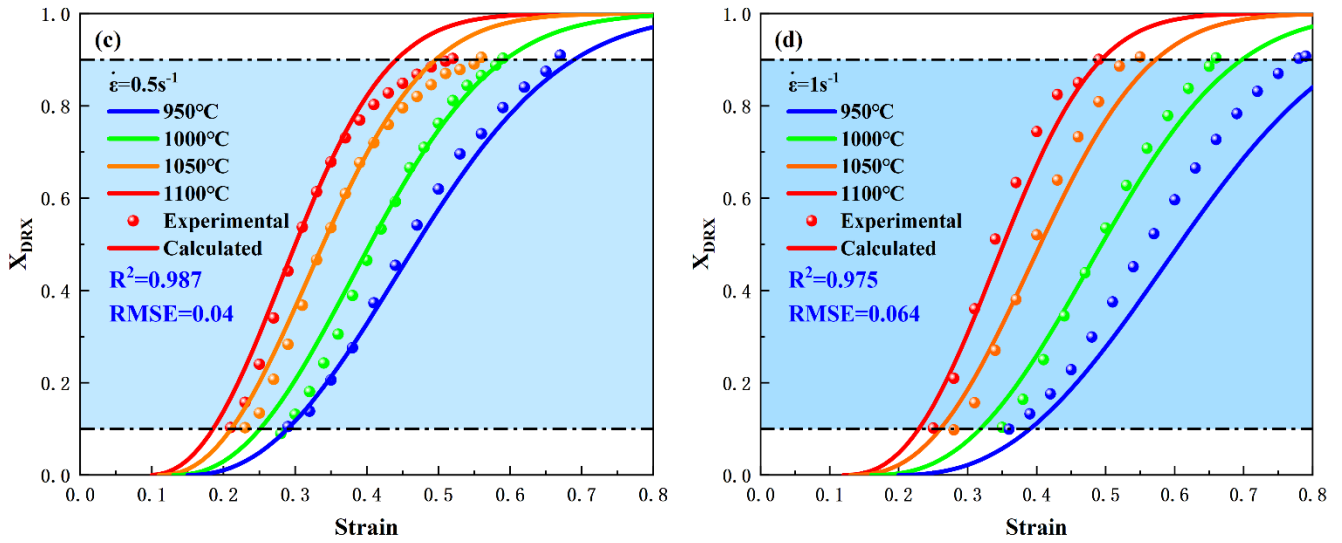 (c)
ε̇=0.5s⁻¹
950℃
1000℃
1050℃
1100℃
Experimental
Calculated
R²=0.987
RMSE=0.04
X_DRX
1.0
0.8
0.6
0.4
0.2
0.0
0.0 0.1 0.2 0.3 0.4 0.5 0.6 0.7 0.8
Strain
(d)
ε̇=1s⁻¹
950℃
1000℃
1050℃
1100℃
Experimental
Calculated
R²=0.975
RMSE=0.064
X_DRX
1.0
0.8
0.6
0.4
0.2
0.0
0.0 0.1 0.2 0.3 0.4 0.5 0.6 0.7 0.8
Strain